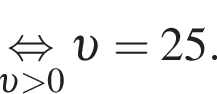 ⇔ υ = 25.
υ>0